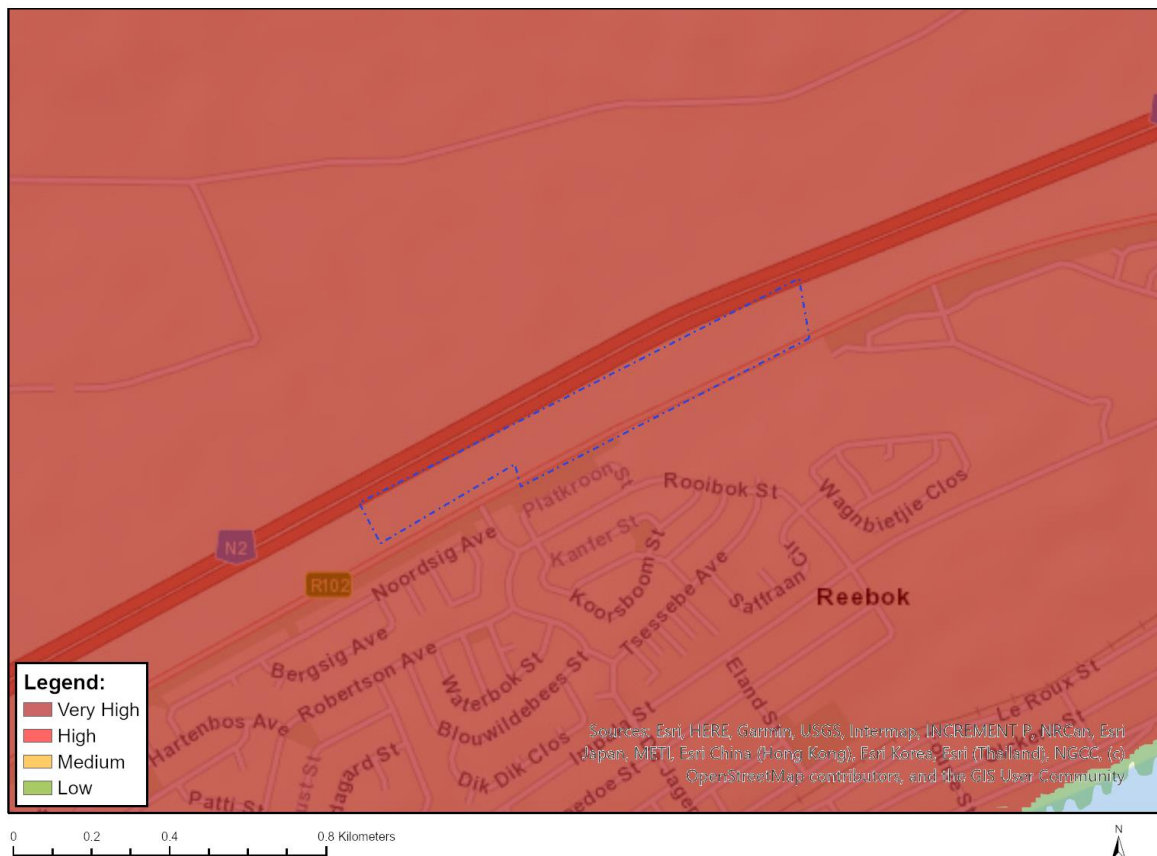 Rooibok St
Wagnbietjie Clos
Platkroon St
Kanfer St
N2
Noordsig Ave
Koorsboom St
Saffraan Cir
R102
Tsessebe Ave
Reebok
Bergsig Ave
Robertson Ave
Waterbok St
Eland St
Legend:
Very High
High
Medium
Low
Hartenbos Ave
Blouwildebees St
Le Roux St
Dik Dik Clos
Patti St
Sources: Esri, HERE, Garmin, USGS, Intermap, INCREMENT P, NRCan, Esri
Japan, METI, Esri China (Hong Kong), Esri Korea, Esri (Thailand), NGCC, (c)
OpenStreetMap contributors, and the GIS User Community
0 0.2 0.4 0.8 Kilometers
N